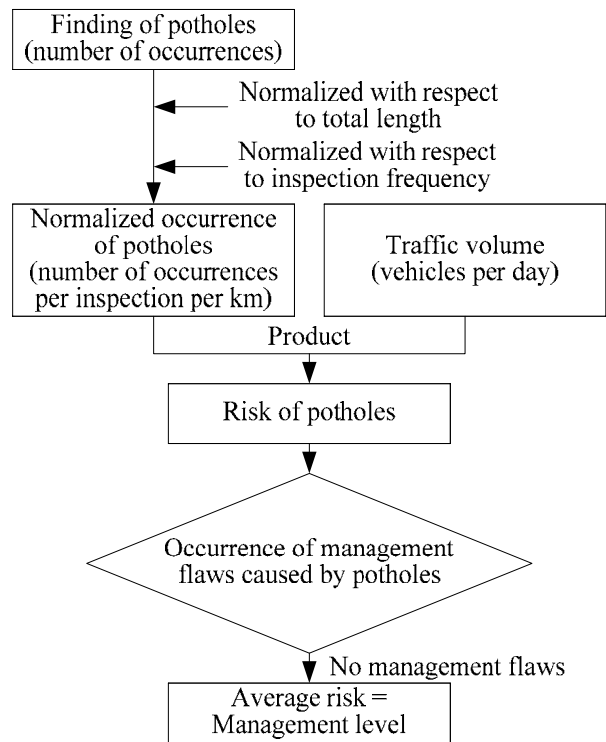 Finding of potholes
(number of occurrences)
Normalized with respect
to total length
Normalized with respect
to inspection frequency
Normalized occurrence
of potholes
(number of occurrences
per inspection per km)
Traffic volume
(vehicles per day)
Product
Risk of potholes
Occurrence of management
flaws caused by potholes
No management flaws
Average risk =
Management level